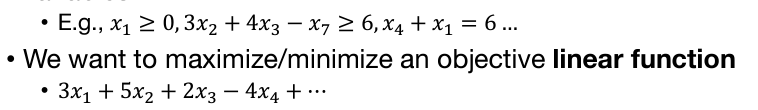 • E.g., x₁ ≥ 0, 3x₂ + 4x₃ − x₇ ≥ 6, x₄ + x₁ = 6 …
• We want to maximize/minimize an objective linear function
• 3x₁ + 5x₂ + 2x₃ − 4x₄ + ⋯